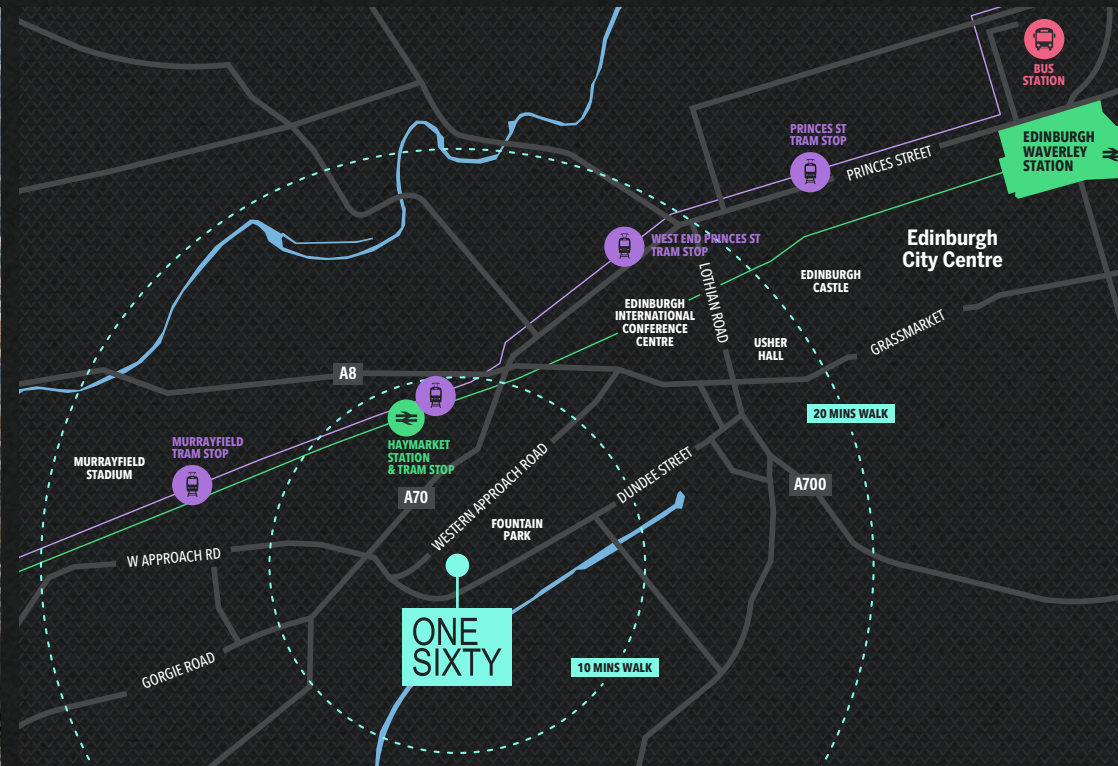 BUS
STATION
PRINCES ST
TRAM STOP
EDINBURGH
WAVERLEY
STATION
PRINCES STREET
WEST END PRINCES ST
TRAM STOP
Edinburgh
City Centre
LOTHIAN ROAD
EDINBURGH
CASTLE
EDINBURGH
INTERNATIONAL
CONFERENCE
CENTRE
USHER
HALL
GRASSMARKET
A8
20 MINS WALK
MURRAYFIELD
TRAM STOP
HAYMARKET
STATION
& TRAM STOP
MURRAYFIELD
STADIUM
A70
WESTERN APPROACH ROAD
DUNDEE STREET
A700
FOUNTAIN
PARK
W APPROACH RD
ONE
SIXTY
10 MINS WALK
GORGIE ROAD